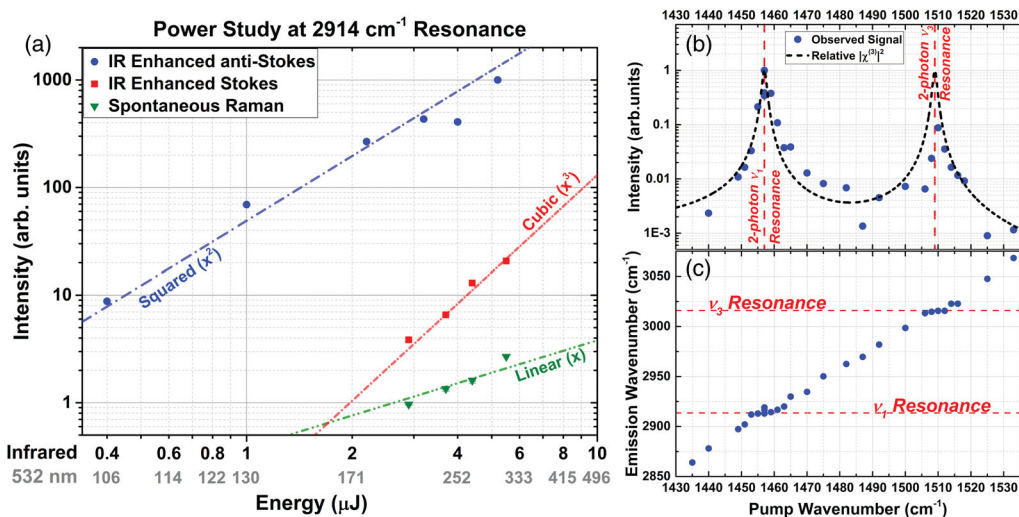 Power Study at 2914 cm⁻¹ Resonance
(a)
IR Enhanced anti-Stokes
IR Enhanced Stokes
Spontaneous Raman
1000
100
10
1
Intensity (arb. units)
Squared (x²)
Cubic (x³)
Linear (x)
Infrared 0.4 0.6 0.8 1 2 4 6 8 10
532 nm 106 114 122 130 171 252 333 415 496
Energy (μJ)
1430 1440 1450 1460 1470 1480 1490 1500 1510 1520 1530
(b)
Observed Signal
Relative |χ⁽³⁾|²
1
0.1
0.01
1E-3
Intensity (arb.units)
2-photon ν₁
Resonance
2-photon ν₃
Resonance
(c)
3050
3000
2950
2900
2850
Emission Wavenumber (cm⁻¹)
ν₃ Resonance
ν₁ Resonance
1430 1440 1450 1460 1470 1480 1490 1500 1510 1520 1530
Pump Wavenumber (cm⁻¹)